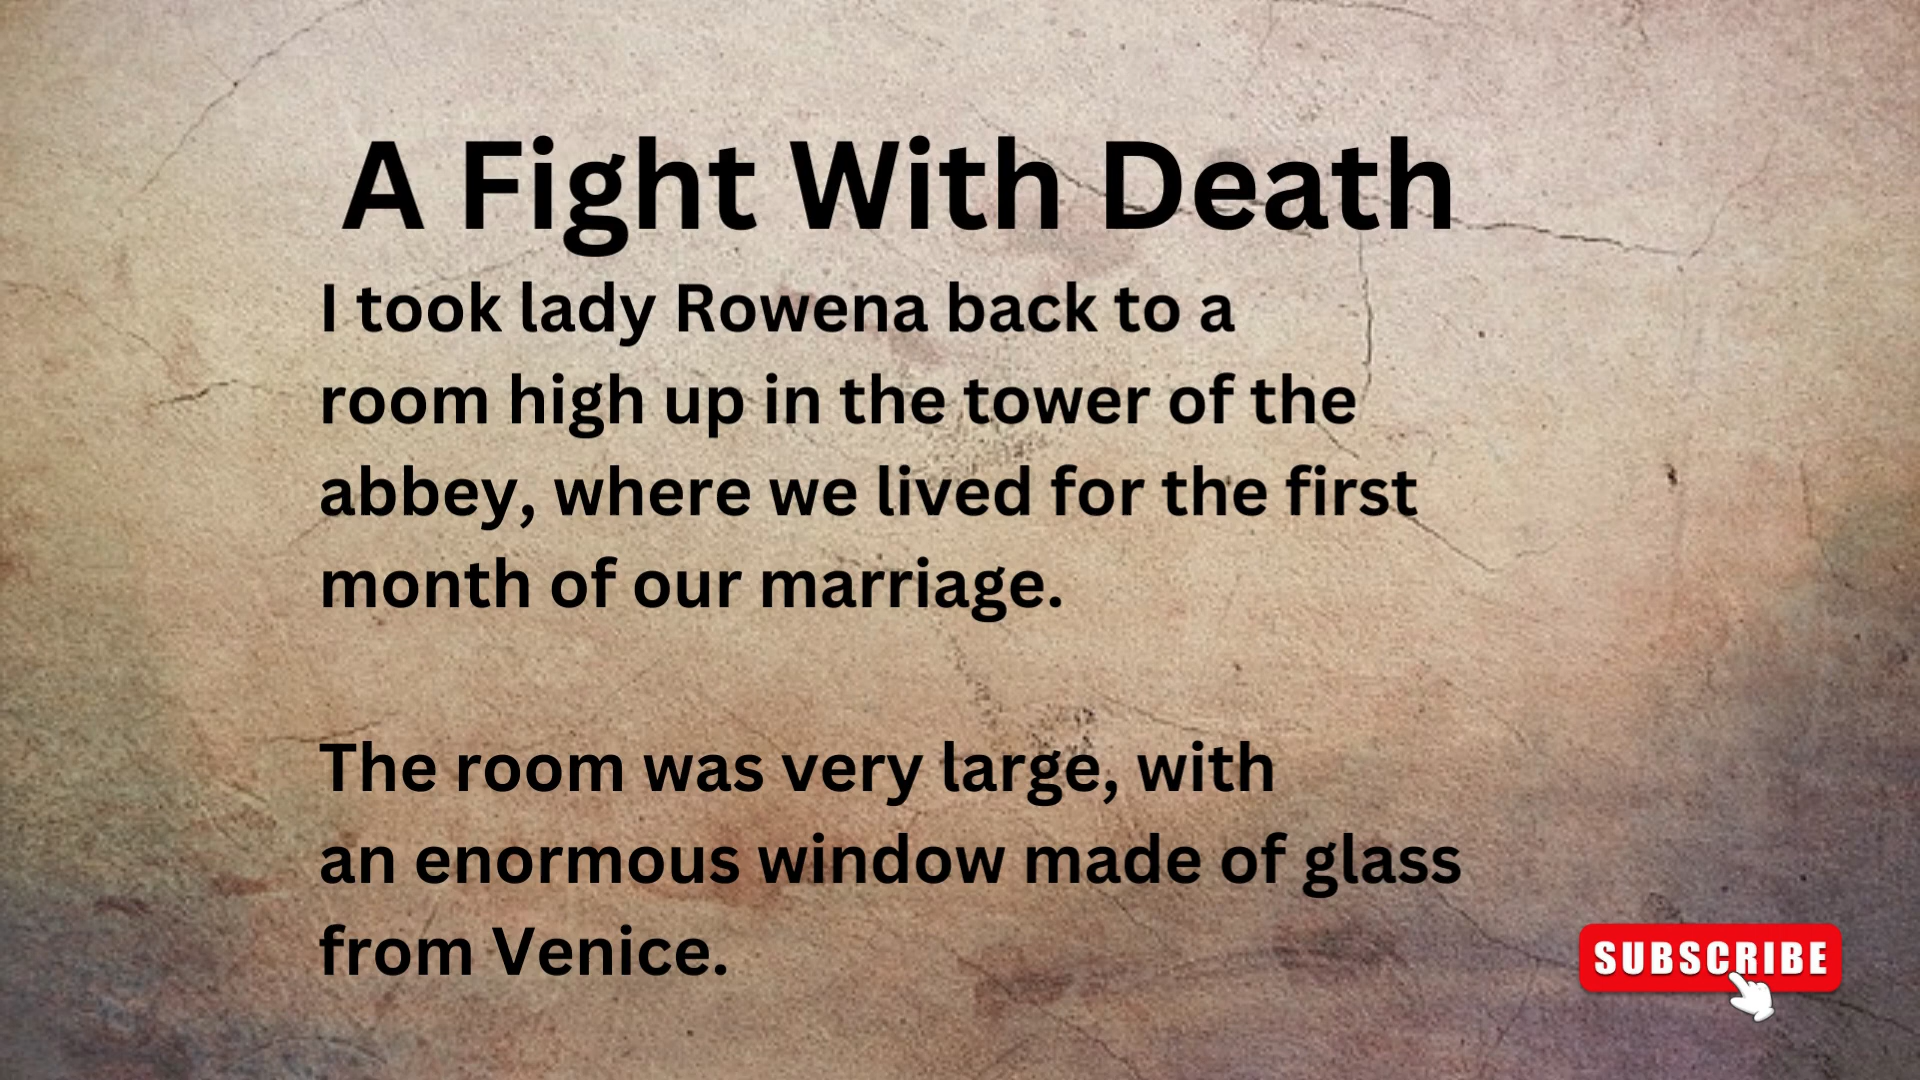 A Fight With Death
I took lady Rowena back to a
room high up in the tower of the
abbey, where we lived for the first
month of our marriage.
The room was very large, with
an enormous window made of glass
from Venice.
SUBSCRIBE